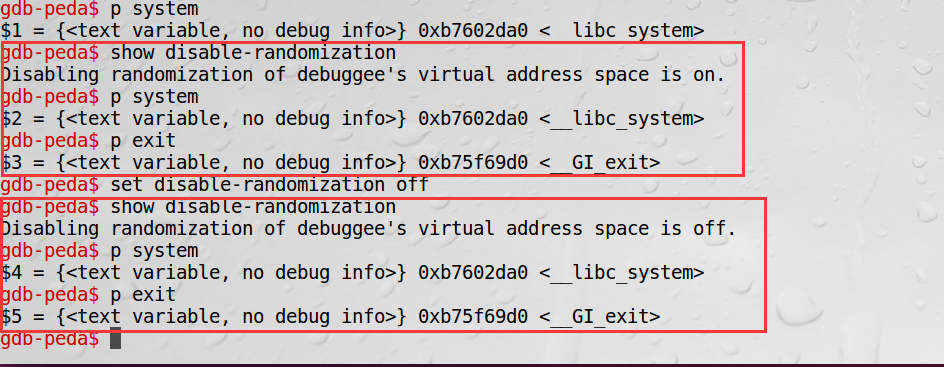 gdb-peda$ p system
$1 = {<text variable, no debug info>} 0xb7602da0 <__libc_system>
gdb-peda$ show disable-randomization
Disabling randomization of debuggee's virtual address space is on.
gdb-peda$ p system
$2 = {<text variable, no debug info>} 0xb7602da0 <__libc_system>
gdb-peda$ p exit
$3 = {<text variable, no debug info>} 0xb75f69d0 <__GI_exit>
gdb-peda$ set disable-randomization off
gdb-peda$ show disable-randomization
Disabling randomization of debuggee's virtual address space is off.
gdb-peda$ p system
$4 = {<text variable, no debug info>} 0xb7602da0 <__libc_system>
gdb-peda$ p exit
$5 = {<text variable, no debug info>} 0xb75f69d0 <__GI_exit>
gdb-peda$